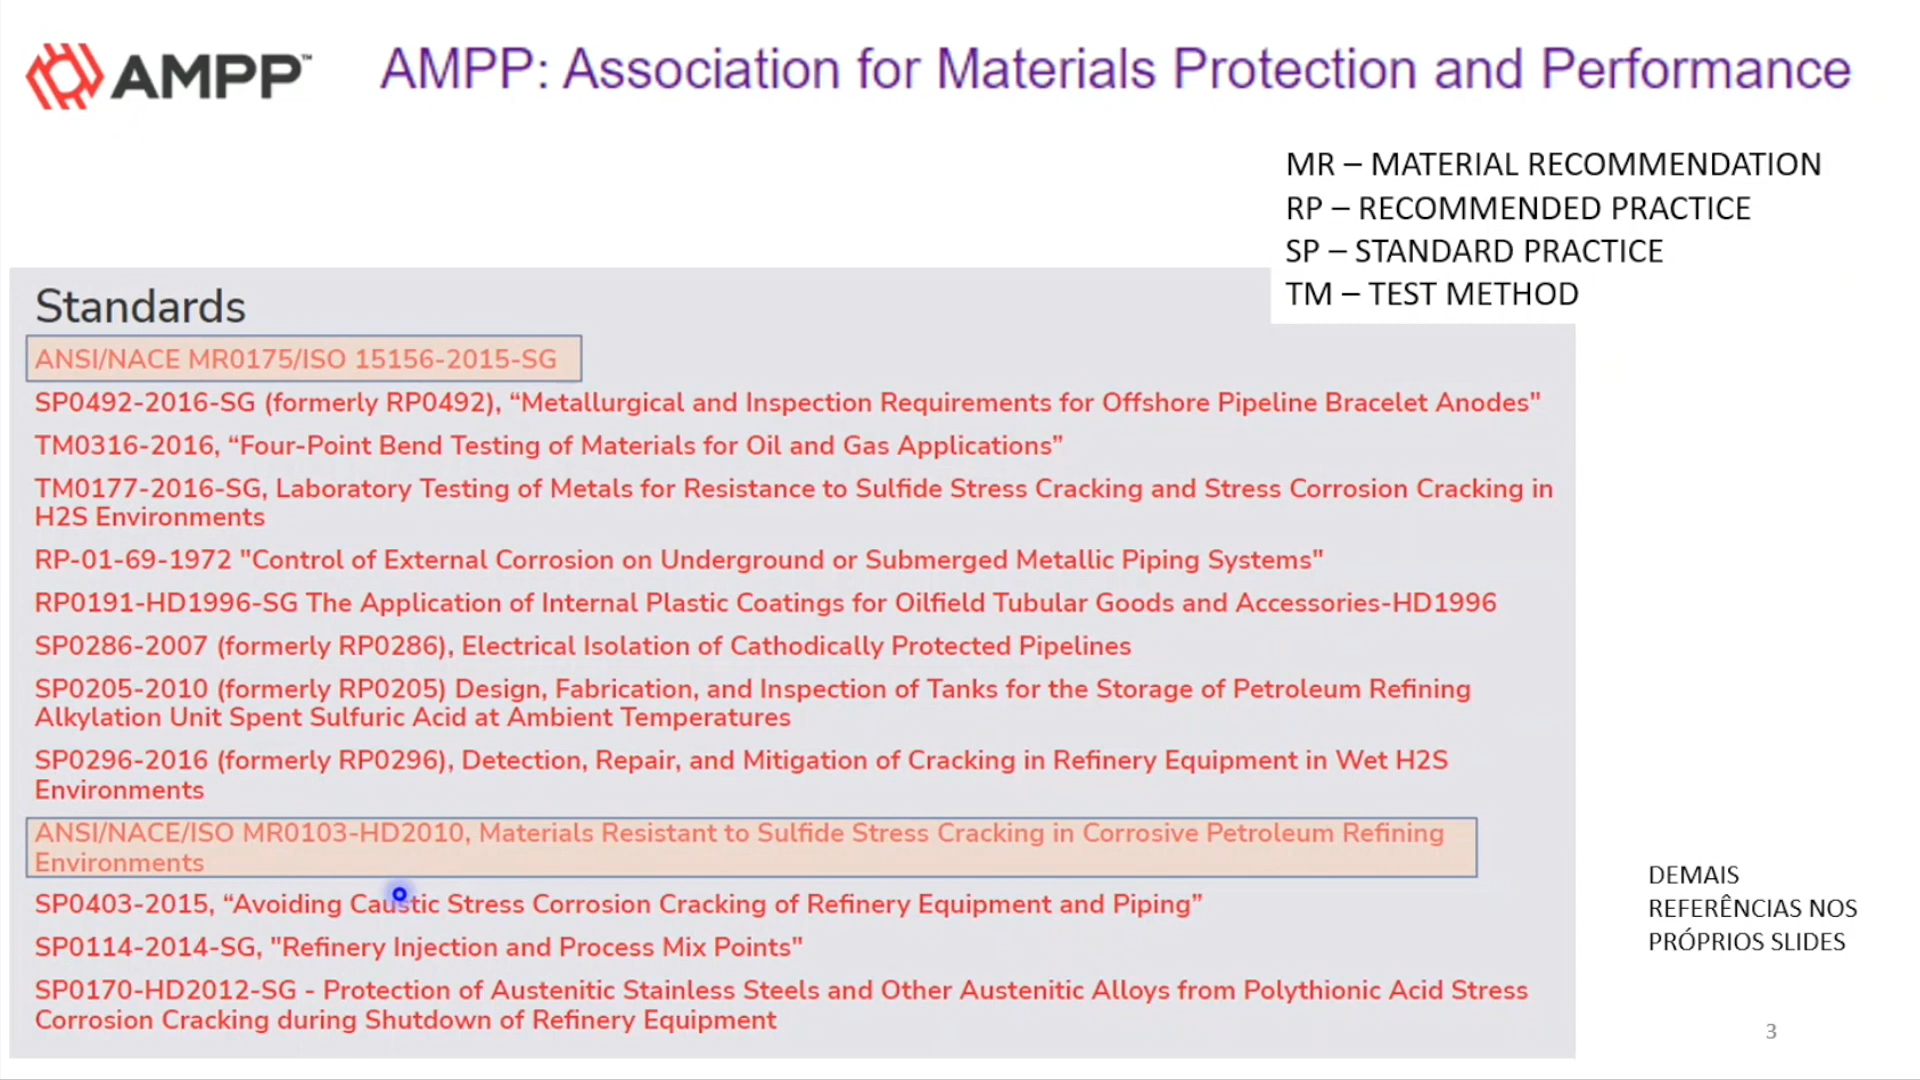 AMPP™
AMPP: Association for Materials Protection and Performance
MR – MATERIAL RECOMMENDATION
RP – RECOMMENDED PRACTICE
SP – STANDARD PRACTICE
TM – TEST METHOD
Standards
ANSI/NACE MR0175/ISO 15156-2015-SG
SP0492-2016-SG (formerly RP0492), “Metallurgical and Inspection Requirements for Offshore Pipeline Bracelet Anodes"
TM0316-2016, “Four-Point Bend Testing of Materials for Oil and Gas Applications”
TM0177-2016-SG, Laboratory Testing of Metals for Resistance to Sulfide Stress Cracking and Stress Corrosion Cracking in
H2S Environments
RP-01-69-1972 "Control of External Corrosion on Underground or Submerged Metallic Piping Systems"
RP0191-HD1996-SG The Application of Internal Plastic Coatings for Oilfield Tubular Goods and Accessories-HD1996
SP0286-2007 (formerly RP0286), Electrical Isolation of Cathodically Protected Pipelines
SP0205-2010 (formerly RP0205) Design, Fabrication, and Inspection of Tanks for the Storage of Petroleum Refining
Alkylation Unit Spent Sulfuric Acid at Ambient Temperatures
SP0296-2016 (formerly RP0296), Detection, Repair, and Mitigation of Cracking in Refinery Equipment in Wet H2S
Environments
ANSI/NACE/ISO MR0103-HD2010, Materials Resistant to Sulfide Stress Cracking in Corrosive Petroleum Refining
Environments
SP0403-2015, “Avoiding Caustic Stress Corrosion Cracking of Refinery Equipment and Piping”
SP0114-2014-SG, "Refinery Injection and Process Mix Points"
SP0170-HD2012-SG - Protection of Austenitic Stainless Steels and Other Austenitic Alloys from Polythionic Acid Stress
Corrosion Cracking during Shutdown of Refinery Equipment
DEMAIS
REFERÊNCIAS NOS
PRÓPRIOS SLIDES
3